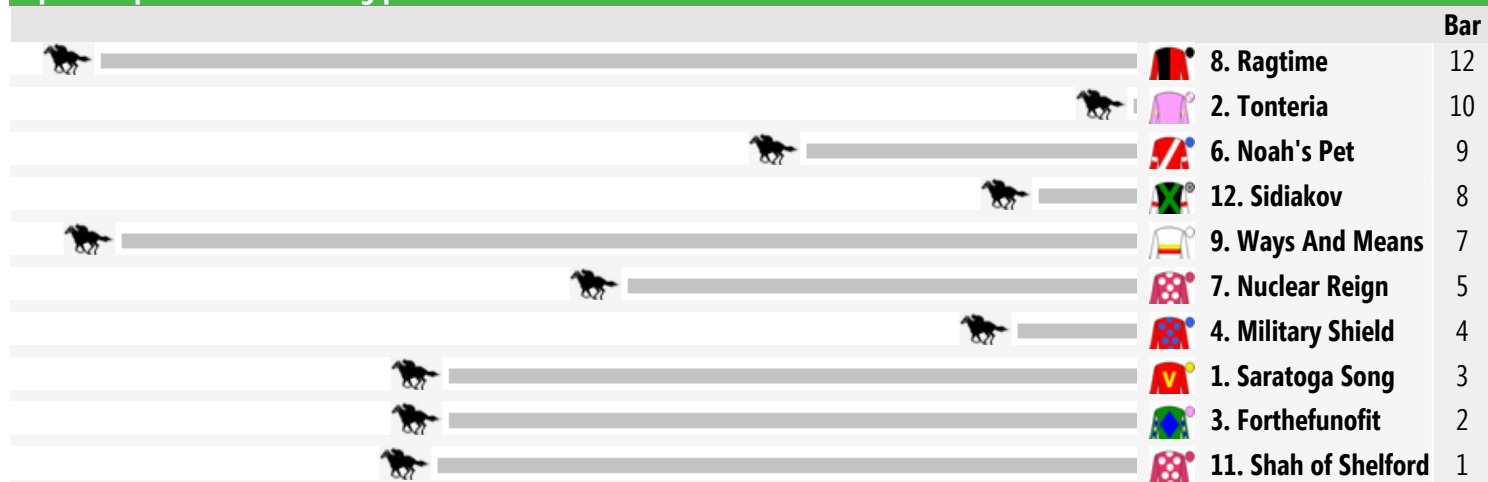 Bar
8. Ragtime 12
2. Tonteria 10
6. Noah's Pet 9
12. Sidiakov 8
9. Ways And Means 7
7. Nuclear Reign 5
4. Military Shield 4
V 1. Saratoga Song 3
3. Forthefunofit 2
11. Shah of Shelford 1